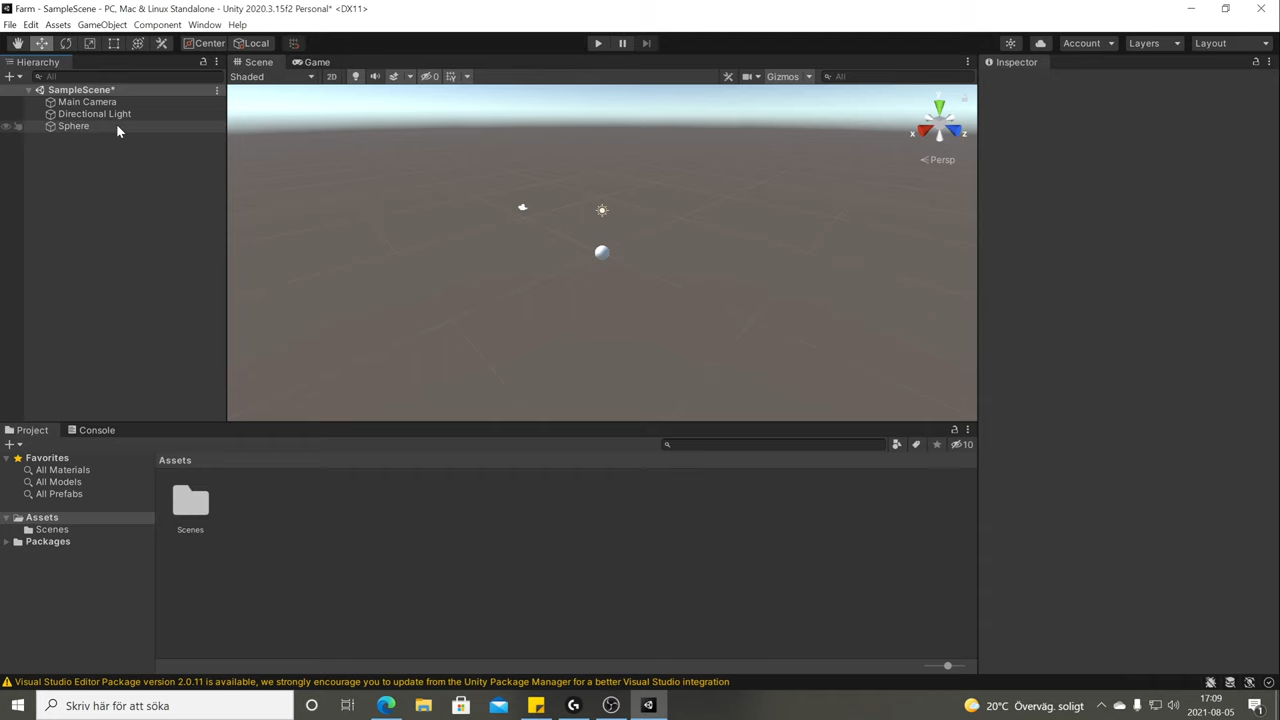 Farm - SampleScene - PC, Mac & Linux Standalone - Unity 2020.3.15f2 Personal* <DX11>
File Edit Assets GameObject Component Window Help
Center Local Account Layers Layout
Hierarchy Scene Game Inspector
All Shaded 2D 0 Gizmos All
SampleScene*
Main Camera
Directional Light
Sphere
x z
Persp
Project Console
10
Favorites
All Materials
All Models
All Prefabs
Assets
Scenes
Packages
Assets
Scenes
Visual Studio Editor Package version 2.0.11 is available, we strongly encourage you to update from the Unity Package Manager for a better Visual Studio integration
Skriv här för att söka
20°C Överväg. soligt
17:09
2021-08-05
1